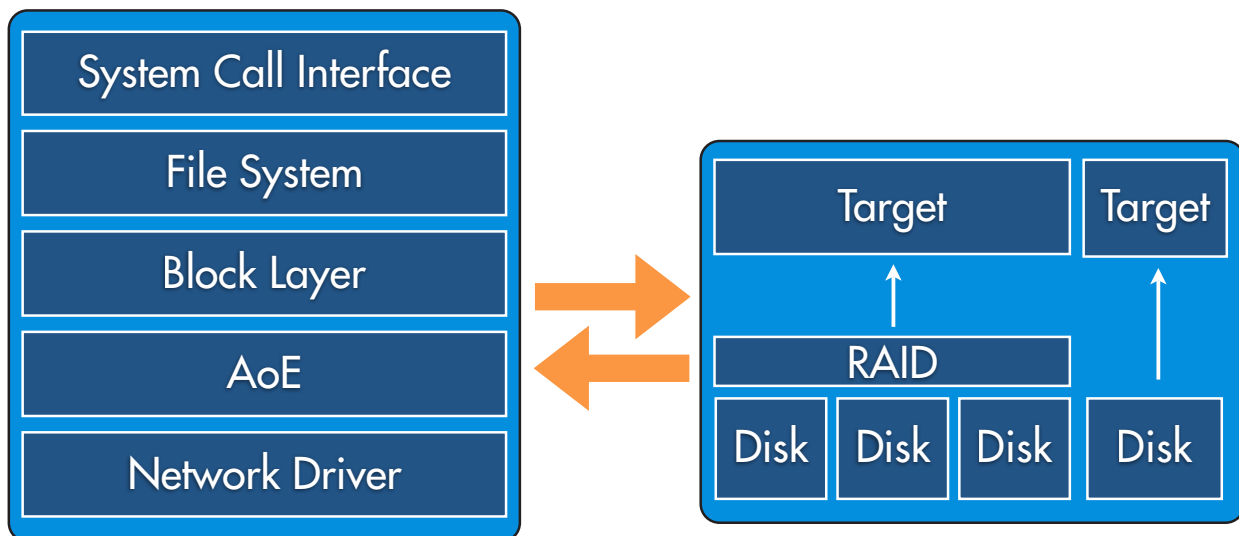 System Call Interface
File System
Block Layer
AoE
Network Driver
Target
Target
RAID
Disk
Disk
Disk
Disk